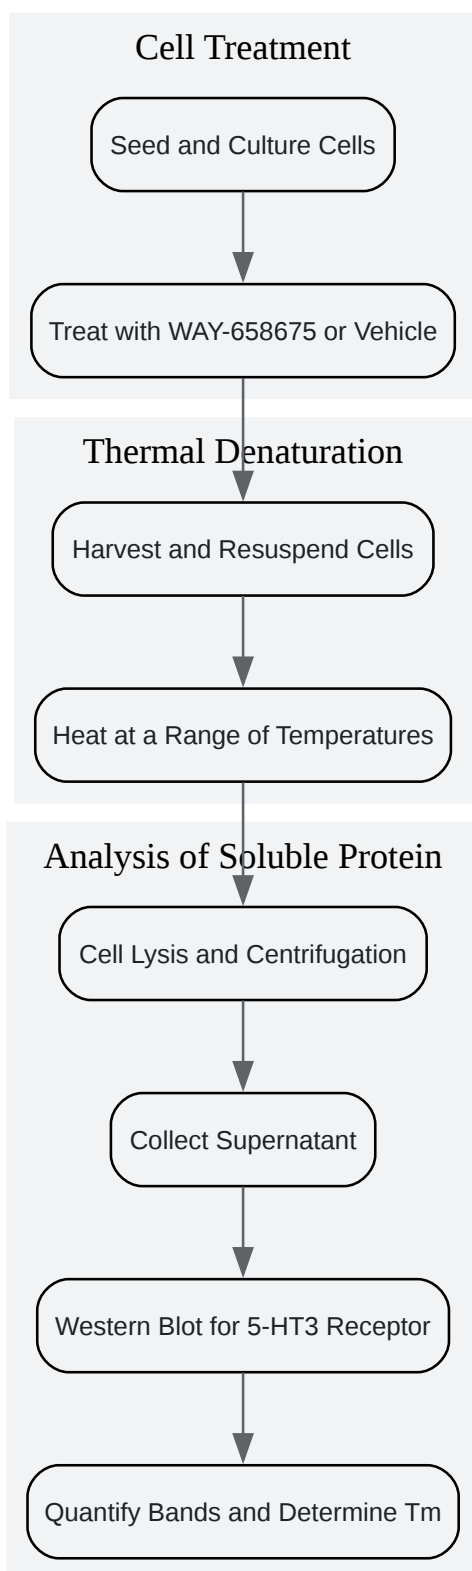 Cell Treatment
Seed and Culture Cells
Treat with WAY-658675 or Vehicle
Thermal Denaturation
Harvest and Resuspend Cells
Heat at a Range of Temperatures
Analysis of Soluble Protein
Cell Lysis and Centrifugation
Collect Supernatant
Western Blot for 5-HT3 Receptor
Quantify Bands and Determine Tm